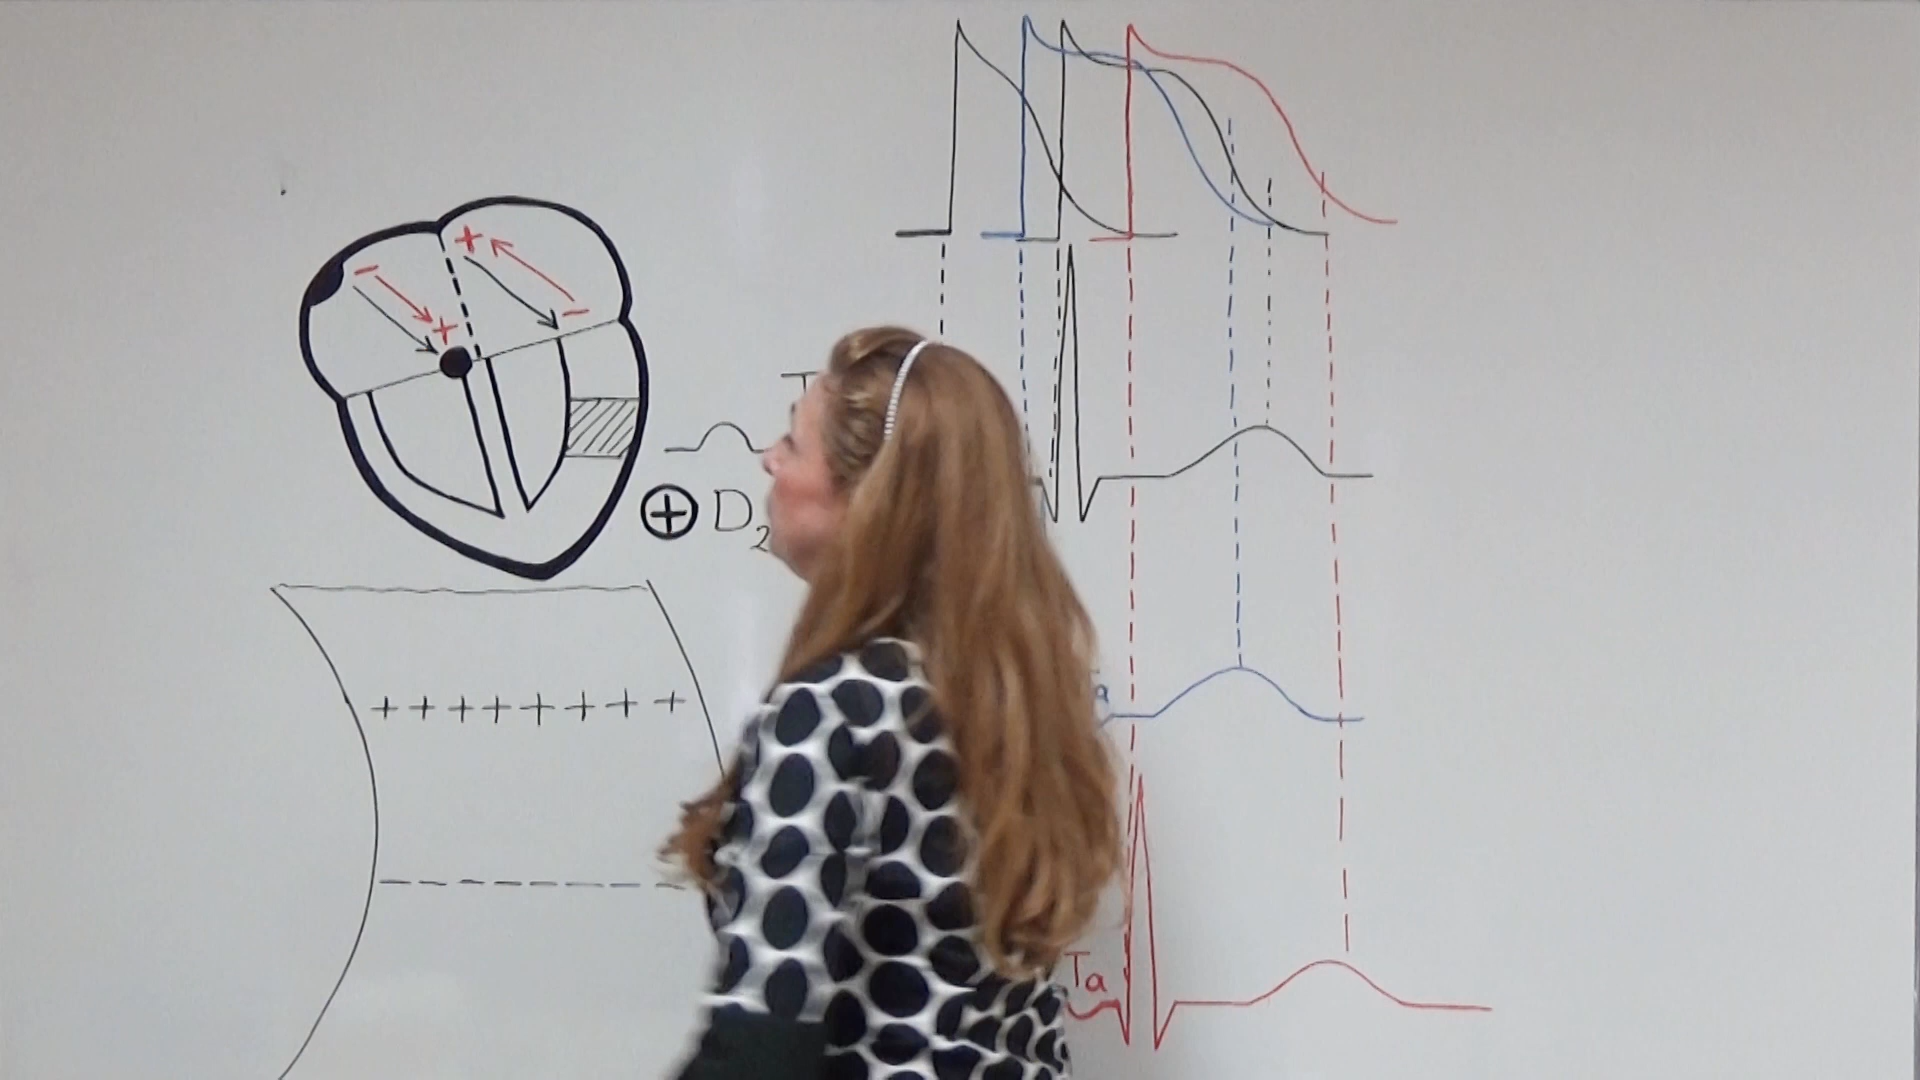 - +
+ -
⊕ D₂
+ + + + + + + +
- - - - - - - -
a
Ta